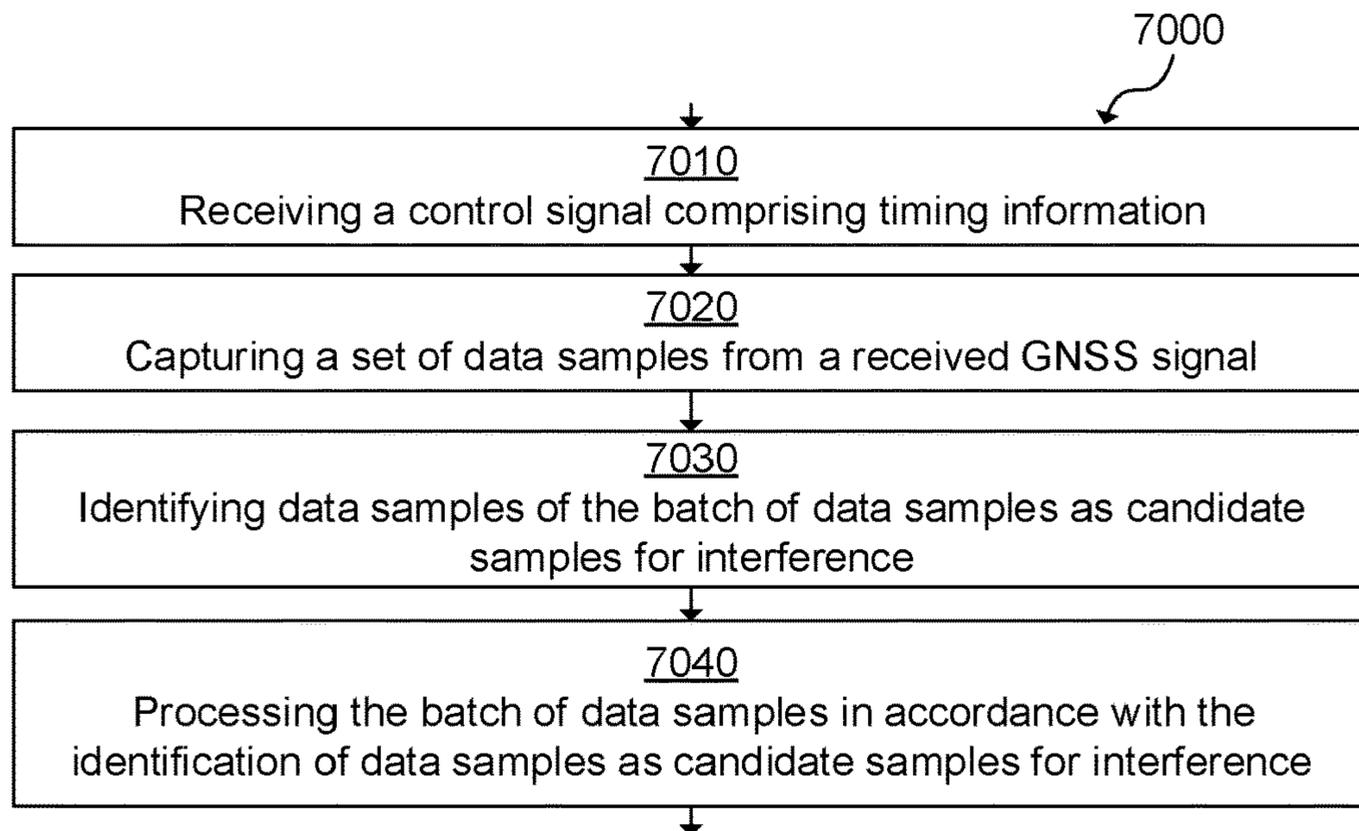 7000
7010
Receiving a control signal comprising timing information
7020
Capturing a set of data samples from a received GNSS signal
7030
Identifying data samples of the batch of data samples as candidate
samples for interference
7040
Processing the batch of data samples in accordance with the
identification of data samples as candidate samples for interference